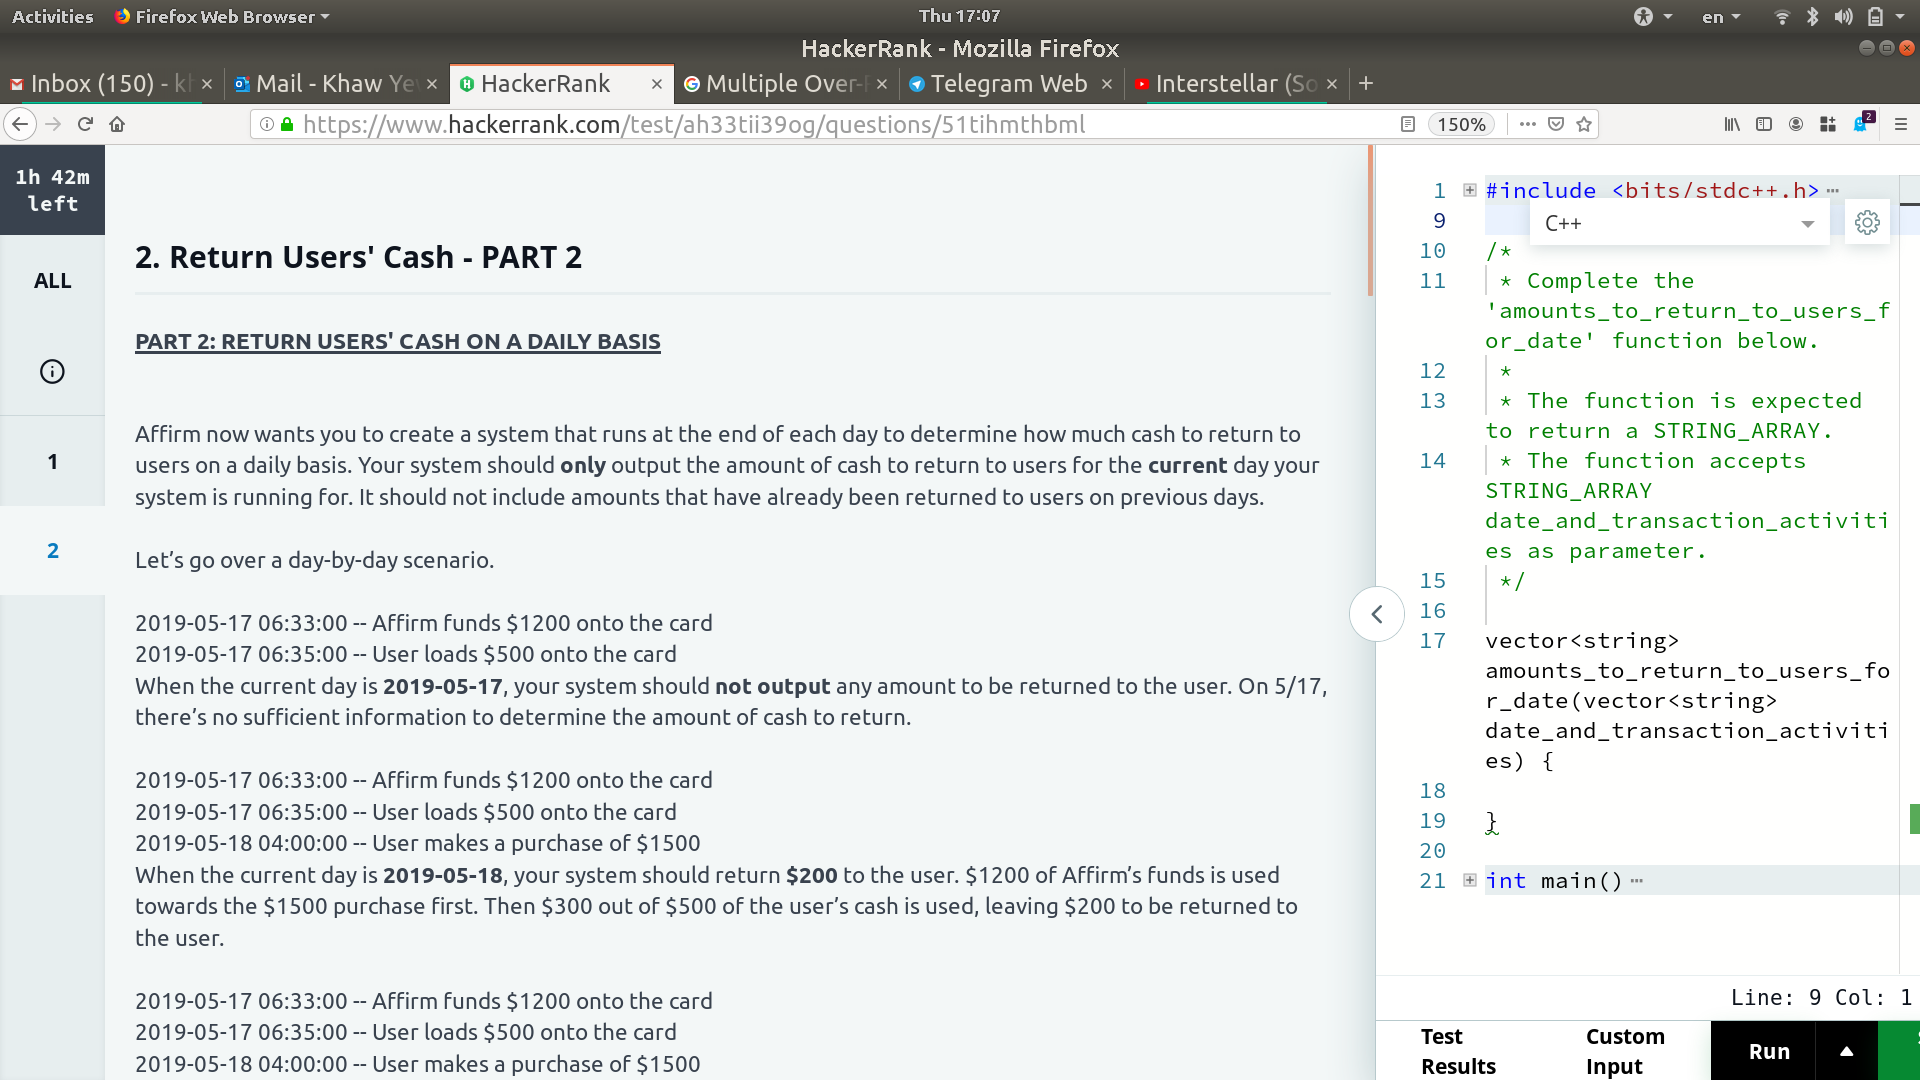 Activities Firefox Web Browser Thu 17:07 en
HackerRank - Mozilla Firefox
Inbox (150) - kh Mail - Khaw Ye HackerRank Multiple Over- Telegram Web Interstellar (So
https://www.hackerrank.com/test/ah33tii39og/questions/51tihmthbml 150% 2
1h 42m
left
ALL
1
2
2. Return Users' Cash - PART 2
PART 2: RETURN USERS' CASH ON A DAILY BASIS
Affirm now wants you to create a system that runs at the end of each day to determine how much cash to return to
users on a daily basis. Your system should only output the amount of cash to return to users for the current day your
system is running for. It should not include amounts that have already been returned to users on previous days.
Let’s go over a day-by-day scenario.
2019-05-17 06:33:00 -- Affirm funds $1200 onto the card
2019-05-17 06:35:00 -- User loads $500 onto the card
When the current day is 2019-05-17, your system should not output any amount to be returned to the user. On 5/17,
there’s no sufficient information to determine the amount of cash to return.
2019-05-17 06:33:00 -- Affirm funds $1200 onto the card
2019-05-17 06:35:00 -- User loads $500 onto the card
2019-05-18 04:00:00 -- User makes a purchase of $1500
When the current day is 2019-05-18, your system should return $200 to the user. $1200 of Affirm’s funds is used
towards the $1500 purchase first. Then $300 out of $500 of the user’s cash is used, leaving $200 to be returned to
the user.
2019-05-17 06:33:00 -- Affirm funds $1200 onto the card
2019-05-17 06:35:00 -- User loads $500 onto the card
2019-05-18 04:00:00 -- User makes a purchase of $1500
1 #include <bits/stdc++.h>
9
C++
10 /*
11 * Complete the
'amounts_to_return_to_users_f
or_date' function below.
12 *
13 * The function is expected
to return a STRING_ARRAY.
14 * The function accepts
STRING_ARRAY
date_and_transaction_activiti
es as parameter.
15 */
16
17 vector<string>
amounts_to_return_to_users_fo
r_date(vector<string>
date_and_transaction_activiti
es) {
18
19 }
20
21 int main()
Line: 9 Col: 1
Test
Results
Custom
Input
Run